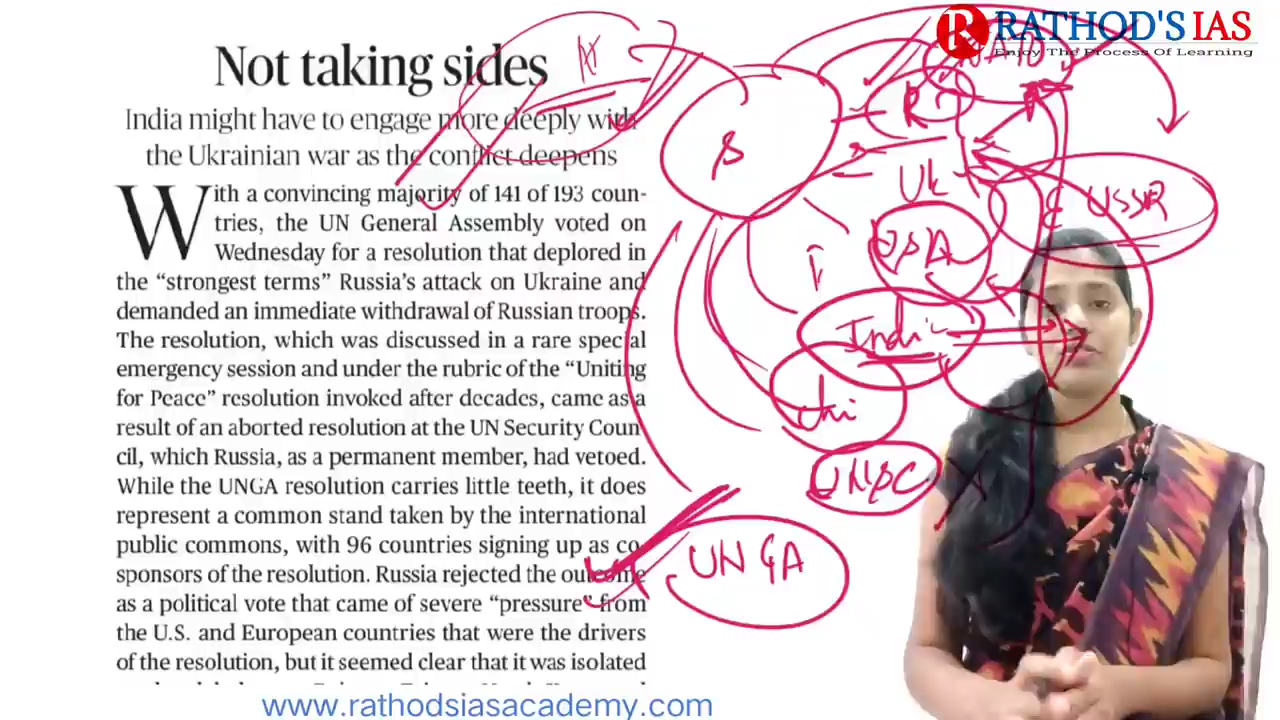 RATHOD'S IAS
Enjoy The Process Of Learning
Not taking sides
India might have to engage more deeply with
the Ukrainian war as the conflict deepens
With a convincing majority of 141 of 193 coun-
tries, the UN General Assembly voted on
Wednesday for a resolution that deplored in
the “strongest terms” Russia’s attack on Ukraine and
demanded an immediate withdrawal of Russian troops.
The resolution, which was discussed in a rare special
emergency session and under the rubric of the “Uniting
for Peace” resolution invoked after decades, came as a
result of an aborted resolution at the UN Security Coun
cil, which Russia, as a permanent member, had vetoed.
While the UNGA resolution carries little teeth, it does
represent a common stand taken by the international
public commons, with 96 countries signing up as co-
sponsors of the resolution. Russia rejected the outcome
as a political vote that came of severe “pressure” from
the U.S. and European countries that were the drivers
of the resolution, but it seemed clear that it was isolated
NATO
R
UK
USSR
USA
India
Chi
UNSC
UNGA
www.rathodsiasacademy.com